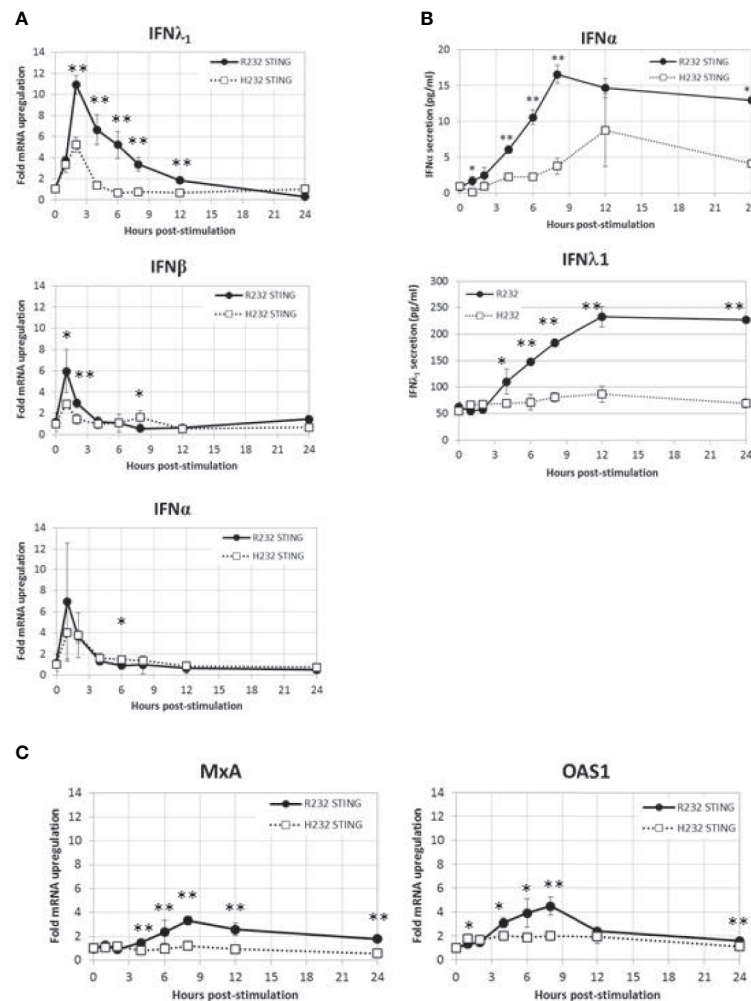 A
IFNλ1
Fold mRNA upregulation
14
12
10
8
6
4
2
0
R232 STING
H232 STING
** ** ** ** **
0 3 6 9 12 15 18 21 24
Hours post-stimulation
IFNβ
Fold mRNA upregulation
14
12
10
8
6
4
2
0
R232 STING
H232 STING
* ** *
0 3 6 9 12 15 18 21 24
Hours post-stimulation
IFNα
Fold mRNA upregulation
14
12
10
8
6
4
2
0
R232 STING
H232 STING
*
0 3 6 9 12 15 18 21 24
Hours post-stimulation
B
IFNα
IFNα secretion (pg/ml)
25
20
15
10
5
0
R232 STING
H232 STING
* ** ** ** *
0 3 6 9 12 15 18 21 24
Hours post-stimulation
IFNλ1
IFNλ1 secretion (pg/ml)
300
250
200
150
100
50
0
R232
H232
* ** ** ** **
0 3 6 9 12 15 18 21 24
Hours post-stimulation
C
MxA
Fold mRNA upregulation
14
12
10
8
6
4
2
0
R232 STING
H232 STING
** ** ** ** **
0 3 6 9 12 15 18 21 24
Hours post-stimulation
OAS1
Fold mRNA upregulation
14
12
10
8
6
4
2
0
R232 STING
H232 STING
* * * ** **
0 3 6 9 12 15 18 21 24
Hours post-stimulation